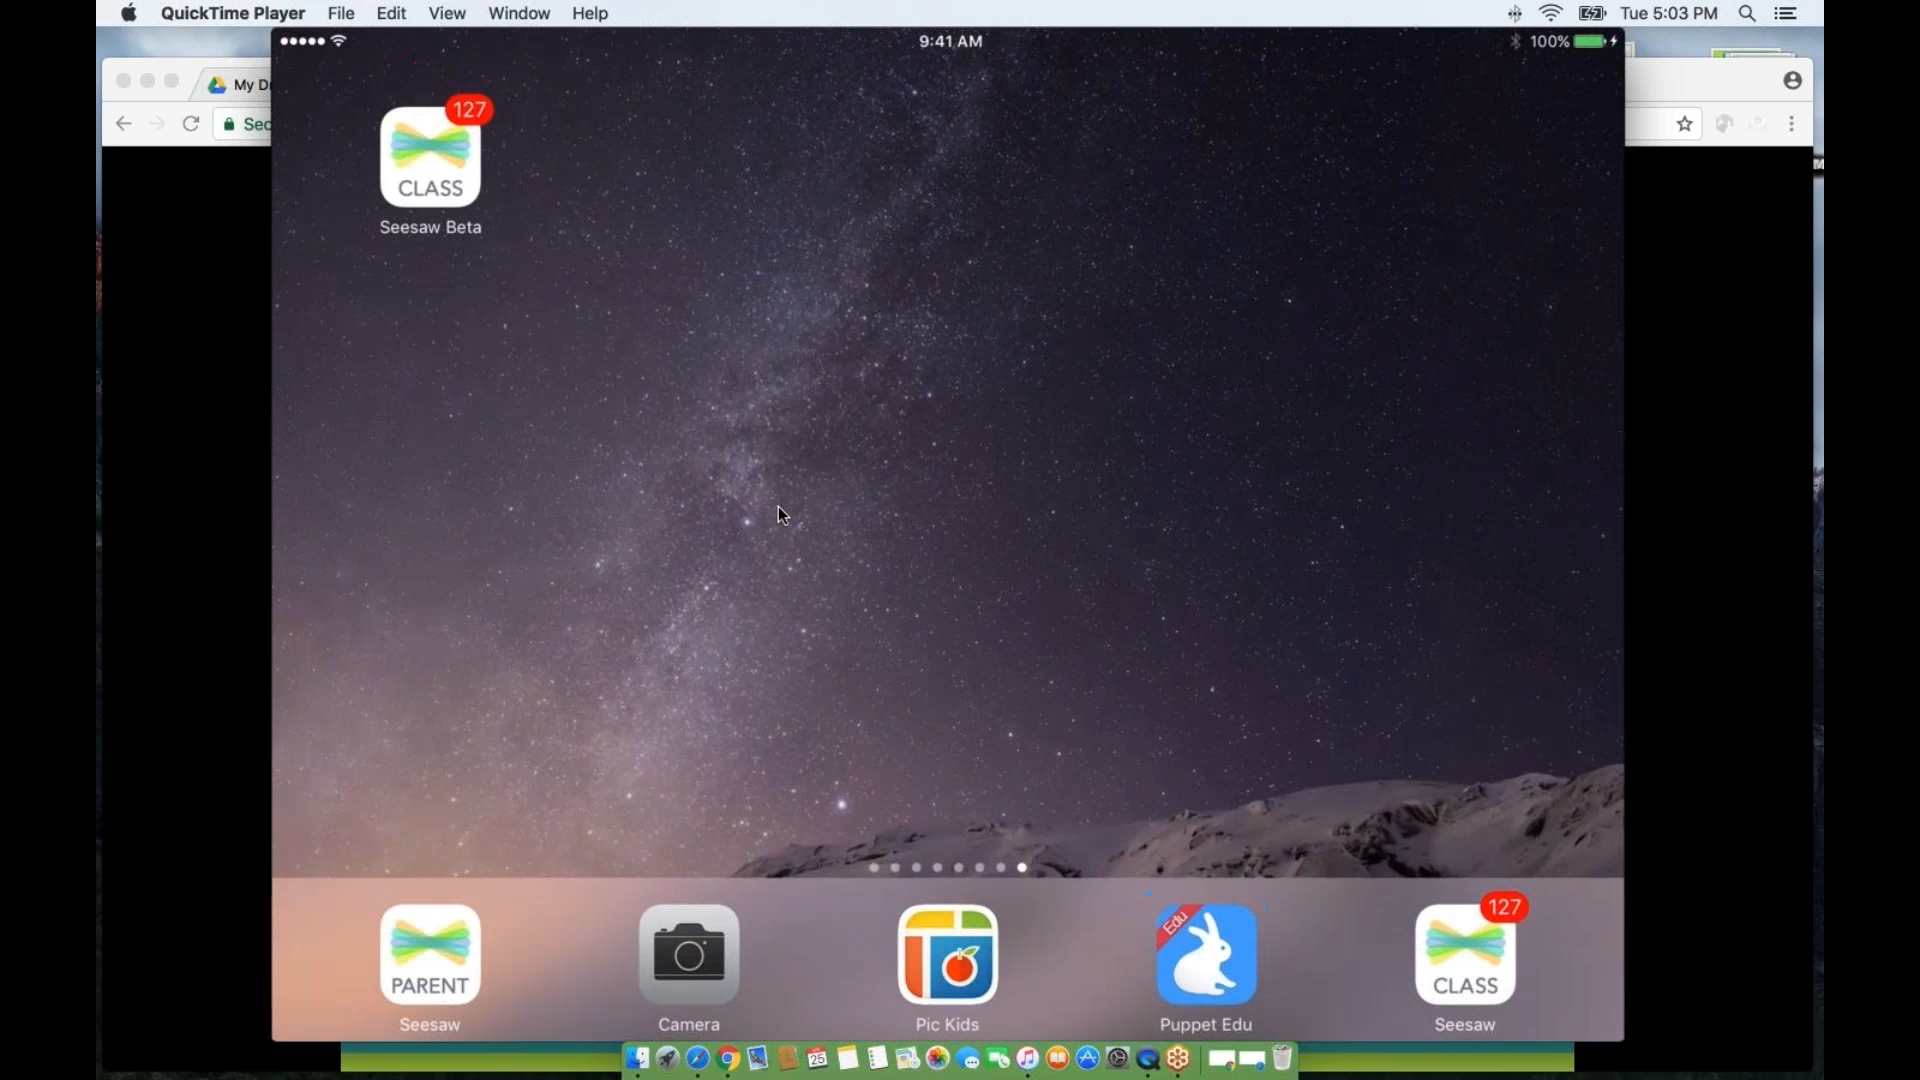 QuickTime Player File Edit View Window Help Tue 5:03 PM
9:41 AM 100%
My D
Sec
127
CLASS
Seesaw Beta
127
PARENT Edu CLASS
Seesaw Camera Pic Kids Puppet Edu Seesaw
25